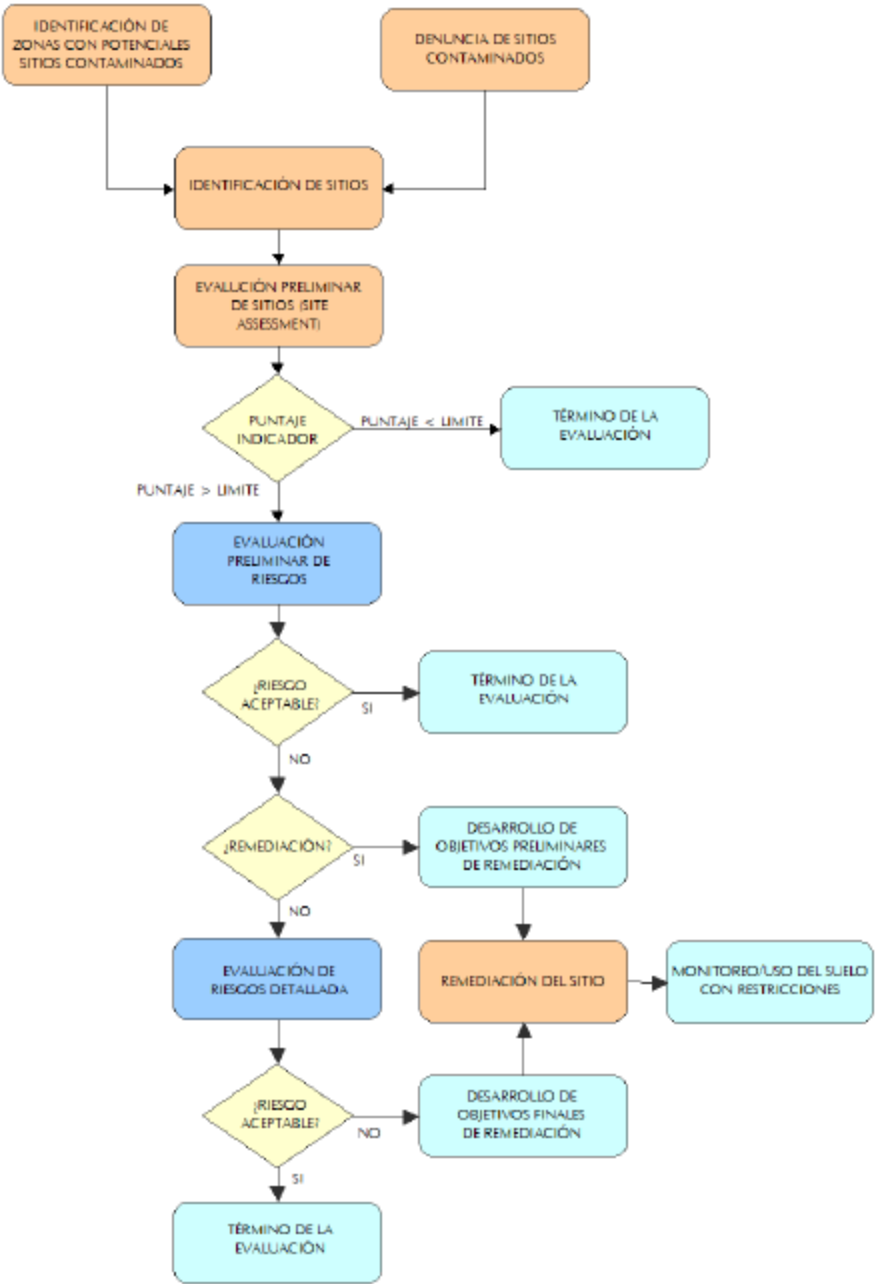 IDENTIFICACIÓN DE
ZONAS CON POTENCIALES
SITIOS CONTAMINADOS
DENUNCIA DE SITIOS
CONTAMINADOS
IDENTIFICACIÓN DE SITIOS
EVALUCIÓN PRELIMINAR
DE SITIOS (SITE
ASSESSMENT)
PUNTAJE
INDICADOR
PUNTAJE < LIMITE
TÉRMINO DE LA
EVALUACIÓN
PUNTAJE > LIMITE
EVALUACIÓN
PRELIMINAR DE
RIESGOS
¿RIESGO
ACEPTABLE?
SI
TÉRMINO DE LA
EVALUACIÓN
NO
¿REMEDIACIÓN?
SI
DESARROLLO DE
OBJETIVOS PRELIMINARES
DE REMEDIACIÓN
NO
EVALUACIÓN DE
RIESGOS DETALLADA
REMEDIACIÓN DEL SITIO
MONITOREO/USO DEL SUELO
CON RESTRICCIONES
¿RIESGO
ACEPTABLE?
NO
DESARROLLO DE
OBJETIVOS FINALES
DE REMEDIACIÓN
SI
TÉRMINO DE LA
EVALUACIÓN